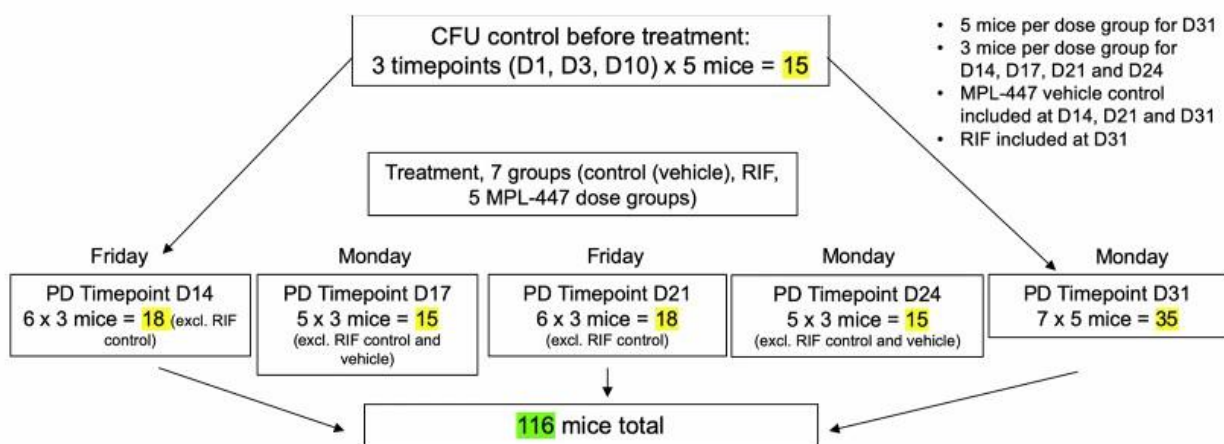 CFU control before treatment:
3 timepoints (D1, D3, D10) x 5 mice = 15
• 5 mice per dose group for D31
• 3 mice per dose group for
D14, D17, D21 and D24
• MPL-447 vehicle control
included at D14, D21 and D31
• RIF included at D31
Treatment, 7 groups (control (vehicle), RIF,
5 MPL-447 dose groups)
Friday
PD Timepoint D14
6 x 3 mice = 18 (excl. RIF
control)
Monday
PD Timepoint D17
5 x 3 mice = 15
(excl. RIF control and
vehicle)
Friday
PD Timepoint D21
6 x 3 mice = 18
(excl. RIF control)
Monday
PD Timepoint D24
5 x 3 mice = 15
(excl. RIF control and vehicle)
Monday
PD Timepoint D31
7 x 5 mice = 35
116 mice total